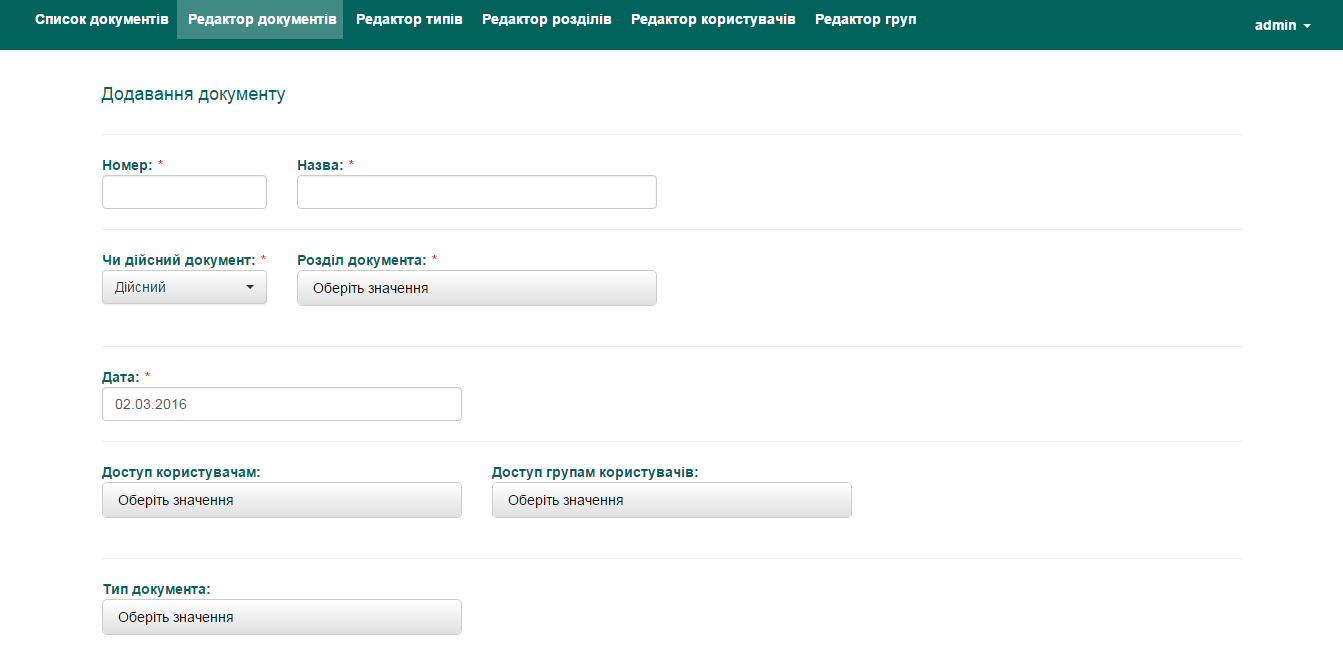 Список документів Редактор документів Редактор типів Редактор розділів Редактор користувачів Редактор груп admin
Додавання документу
Номер: * Назва: *
Чи дійсний документ: * Розділ документа: *
Дійсний Оберіть значення
Дата: *
02.03.2016
Доступ користувачам: Доступ групам користувачів:
Оберіть значення Оберіть значення
Тип документа:
Оберіть значення